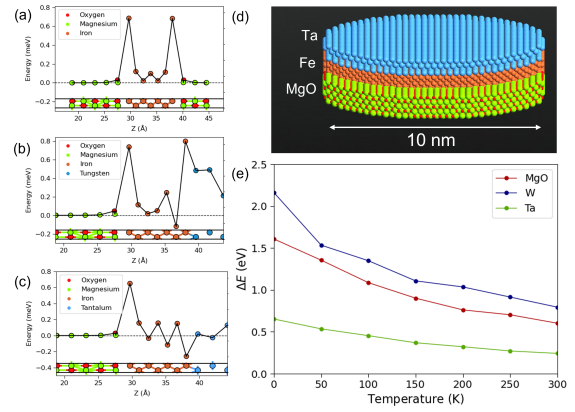 (a)
Energy (meV)
0.8
0.6
0.4
0.2
0.0
−0.2
Oxygen
Magnesium
Iron
20 25 30 35 40 45
Z (Å)
(b)
Energy (meV)
0.8
0.6
0.4
0.2
0.0
−0.2
Oxygen
Magnesium
Iron
Tungsten
20 25 30 35 40
Z (Å)
(c)
Energy (meV)
0.8
0.6
0.4
0.2
0.0
−0.2
−0.4
Oxygen
Magnesium
Iron
Tantalum
20 25 30 35 40
Z (Å)
(d)
Ta
Fe
MgO
10 nm
(e)
ΔE (eV)
2.5
2.0
1.5
1.0
0.5
0.0
MgO
W
Ta
0 50 100 150 200 250 300
Temperature (K)